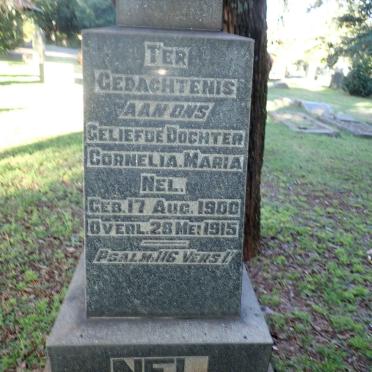 TER
GEDACHTENIS
AAN ONS
GELIEFDE DOCHTER
CORNELIA. MARIA
NEL.
GEB. 17 AUG. 1900
OVERL. 28 MEI 1915
PSALM. 116 VERS 1
NEL